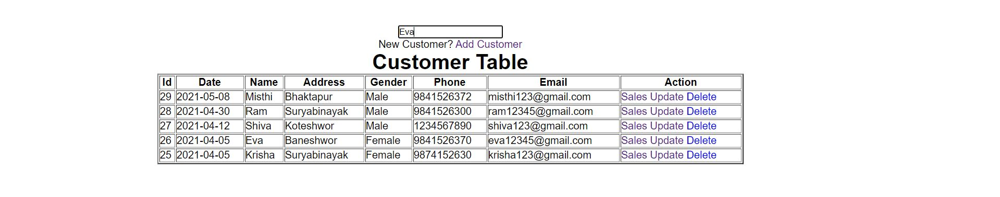 Eva
New Customer? Add Customer
Customer Table
Id Date Name Address Gender Phone Email Action
29 2021-05-08 Misthi Bhaktapur Male 9841526372 misthi123@gmail.com Sales Update Delete
28 2021-04-30 Ram Suryabinayak Male 9841526300 ram12345@gmail.com Sales Update Delete
27 2021-04-12 Shiva Koteshwor Male 1234567890 shiva123@gmail.com Sales Update Delete
26 2021-04-05 Eva Baneshwor Female 9841526370 eva12345@gmail.com Sales Update Delete
25 2021-04-05 Krisha Suryabinayak Female 9874152630 krisha123@gmail.com Sales Update Delete